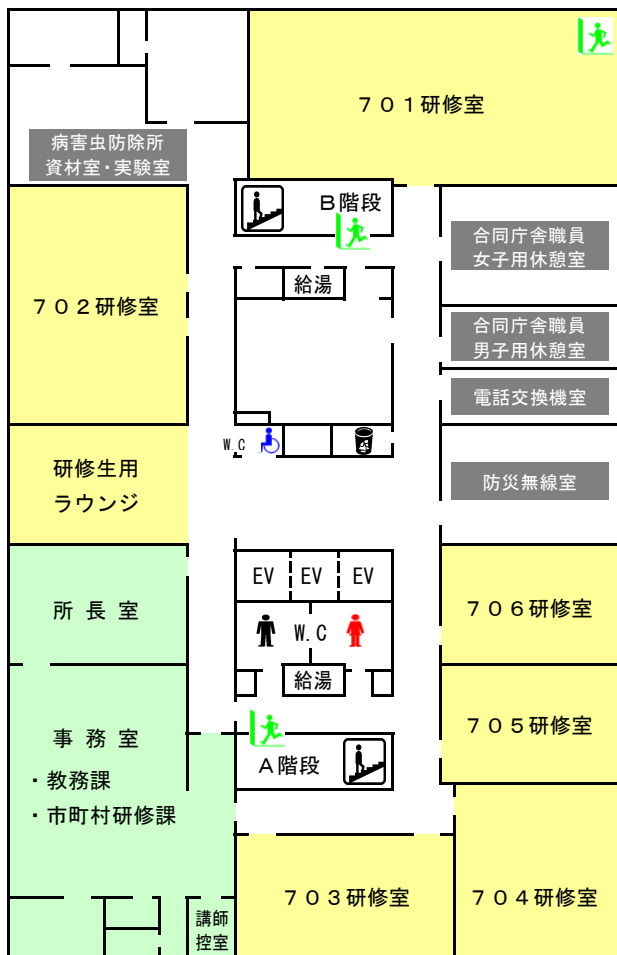 ７０１研修室
病害虫防除所
資材室・実験室
Ｂ階段
合同庁舎職員
女子用休憩室
給湯
７０２研修室
合同庁舎職員
男子用休憩室
電話交換機室
W.C
研修生用
ラウンジ
防災無線室
EV
EV
EV
所長室
７０６研修室
W.C
給湯
事務室
・教務課
・市町村研修課
Ａ階段
７０５研修室
７０３研修室
７０４研修室
講師
控室